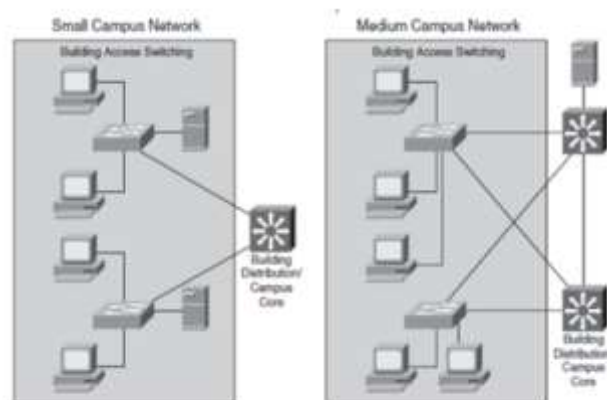 Small Campus Network
Building Access Switching
Building
Distribution/
Campus
Core
Medium Campus Network
Building Access Switching
Building
Distribution/
Campus
Core